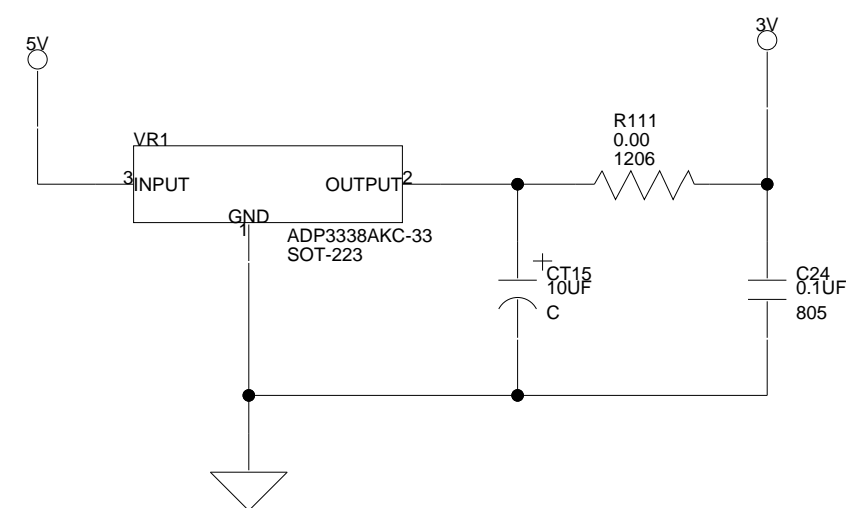 5V
3V
VR1
3
INPUT
OUTPUT
2
GND
1
ADP3338AKC-33
SOT-223
R111
0.00
1206
CT15
10UF
C
C24
0.1UF
805